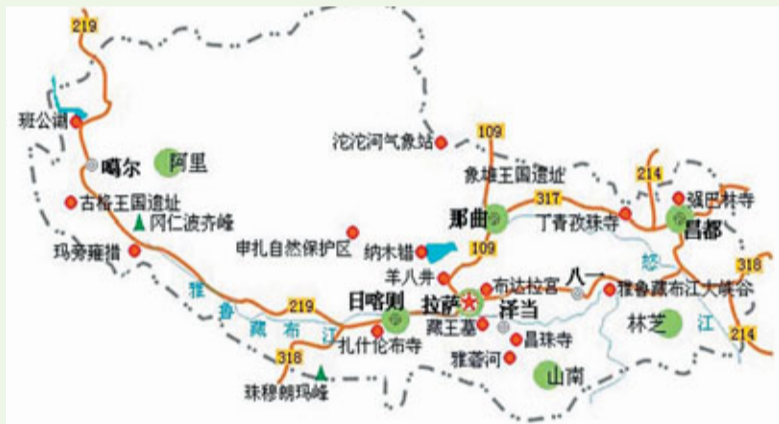 219
班公湖
噶尔
阿里
沱沱河气象站
109
象雄王国遗址
214
古格王国遗址
冈仁波齐峰
317
强巴林寺
那曲
丁青孜珠寺
昌都
玛旁雍措
申扎自然保护区
纳木错
109
怒
江
318
羊八井
八一
雅鲁藏布江
219
日喀则
拉萨
布达拉宫
雅鲁藏布江大峡谷
泽当
藏王墓
林芝
318
扎什伦布寺
昌珠寺
214
雅砻河
珠穆朗玛峰
山南